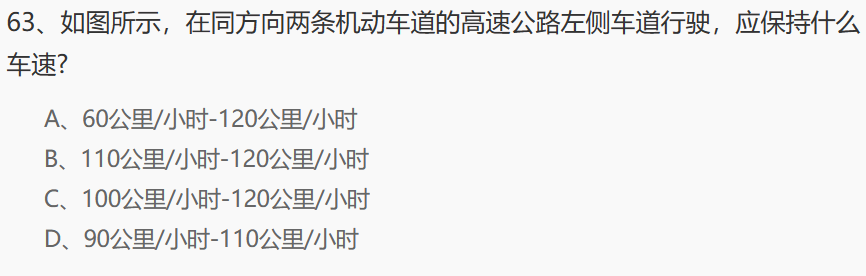 63、如图所示，在同方向两条机动车道的高速公路左侧车道行驶，应保持什么
车速?
A、60公里/小时-120公里/小时
B、110公里/小时-120公里/小时
C、100公里/小时-120公里/小时
D、90公里/小时-110公里/小时